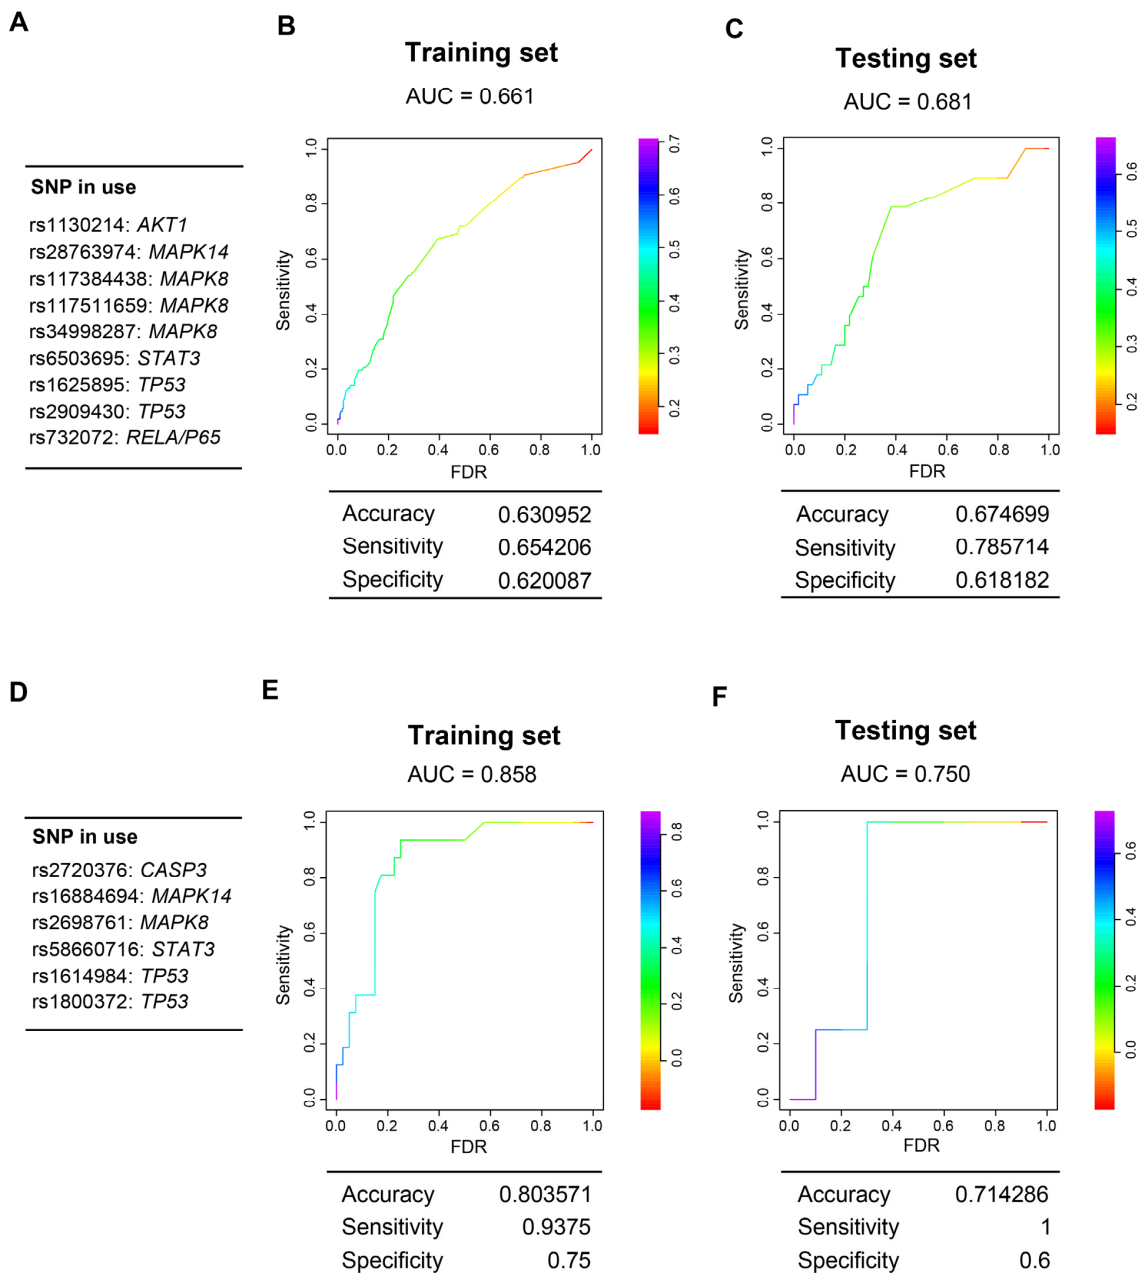 A
SNP in use
rs1130214: AKT1
rs28763974: MAPK14
rs117384438: MAPK8
rs117511659: MAPK8
rs34998287: MAPK8
rs6503695: STAT3
rs1625895: TP53
rs2909430: TP53
rs732072: RELA/P65
B
Training set
AUC = 0.661
Sensitivity
1.0
0.8
0.6
0.4
0.2
0.0
0.0 0.2 0.4 0.6 0.8 1.0
FDR
0.7
0.6
0.5
0.4
0.3
0.2
Accuracy 0.630952
Sensitivity 0.654206
Specificity 0.620087
C
Testing set
AUC = 0.681
Sensitivity
1.0
0.8
0.6
0.4
0.2
0.0
0.0 0.2 0.4 0.6 0.8 1.0
FDR
0.6
0.5
0.4
0.3
0.2
Accuracy 0.674699
Sensitivity 0.785714
Specificity 0.618182
D
SNP in use
rs2720376: CASP3
rs16884694: MAPK14
rs2698761: MAPK8
rs58660716: STAT3
rs1614984: TP53
rs1800372: TP53
E
Training set
AUC = 0.858
Sensitivity
1.0
0.8
0.6
0.4
0.2
0.0
0.0 0.2 0.4 0.6 0.8 1.0
FDR
0.8
0.6
0.4
0.2
0.0
Accuracy 0.803571
Sensitivity 0.9375
Specificity 0.75
F
Testing set
AUC = 0.750
Sensitivity
1.0
0.8
0.6
0.4
0.2
0.0
0.0 0.2 0.4 0.6 0.8 1.0
FDR
0.6
0.4
0.2
0.0
Accuracy 0.714286
Sensitivity 1
Specificity 0.6